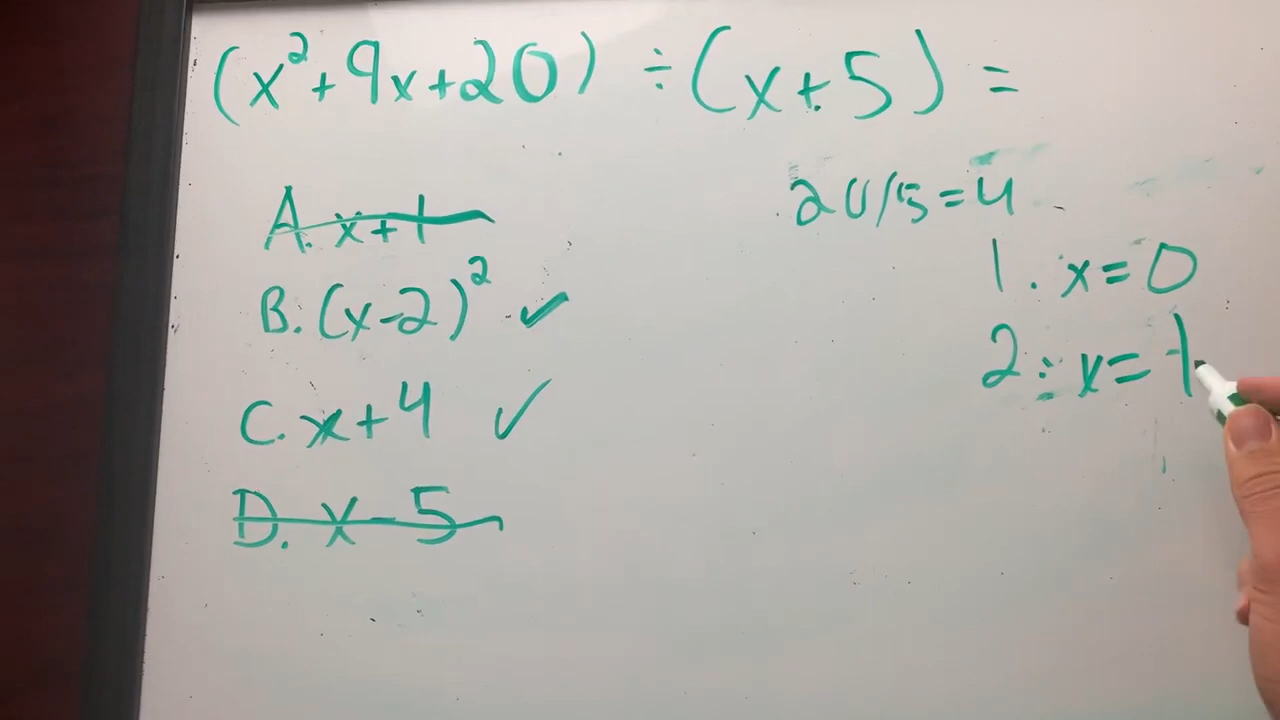 (x²+9x+20) ÷ (x+5) =
20/5=4
A. x+1
1. x=0
B. (x-2)² ✓
2. x=1
C. x+4 ✓
D. x-5